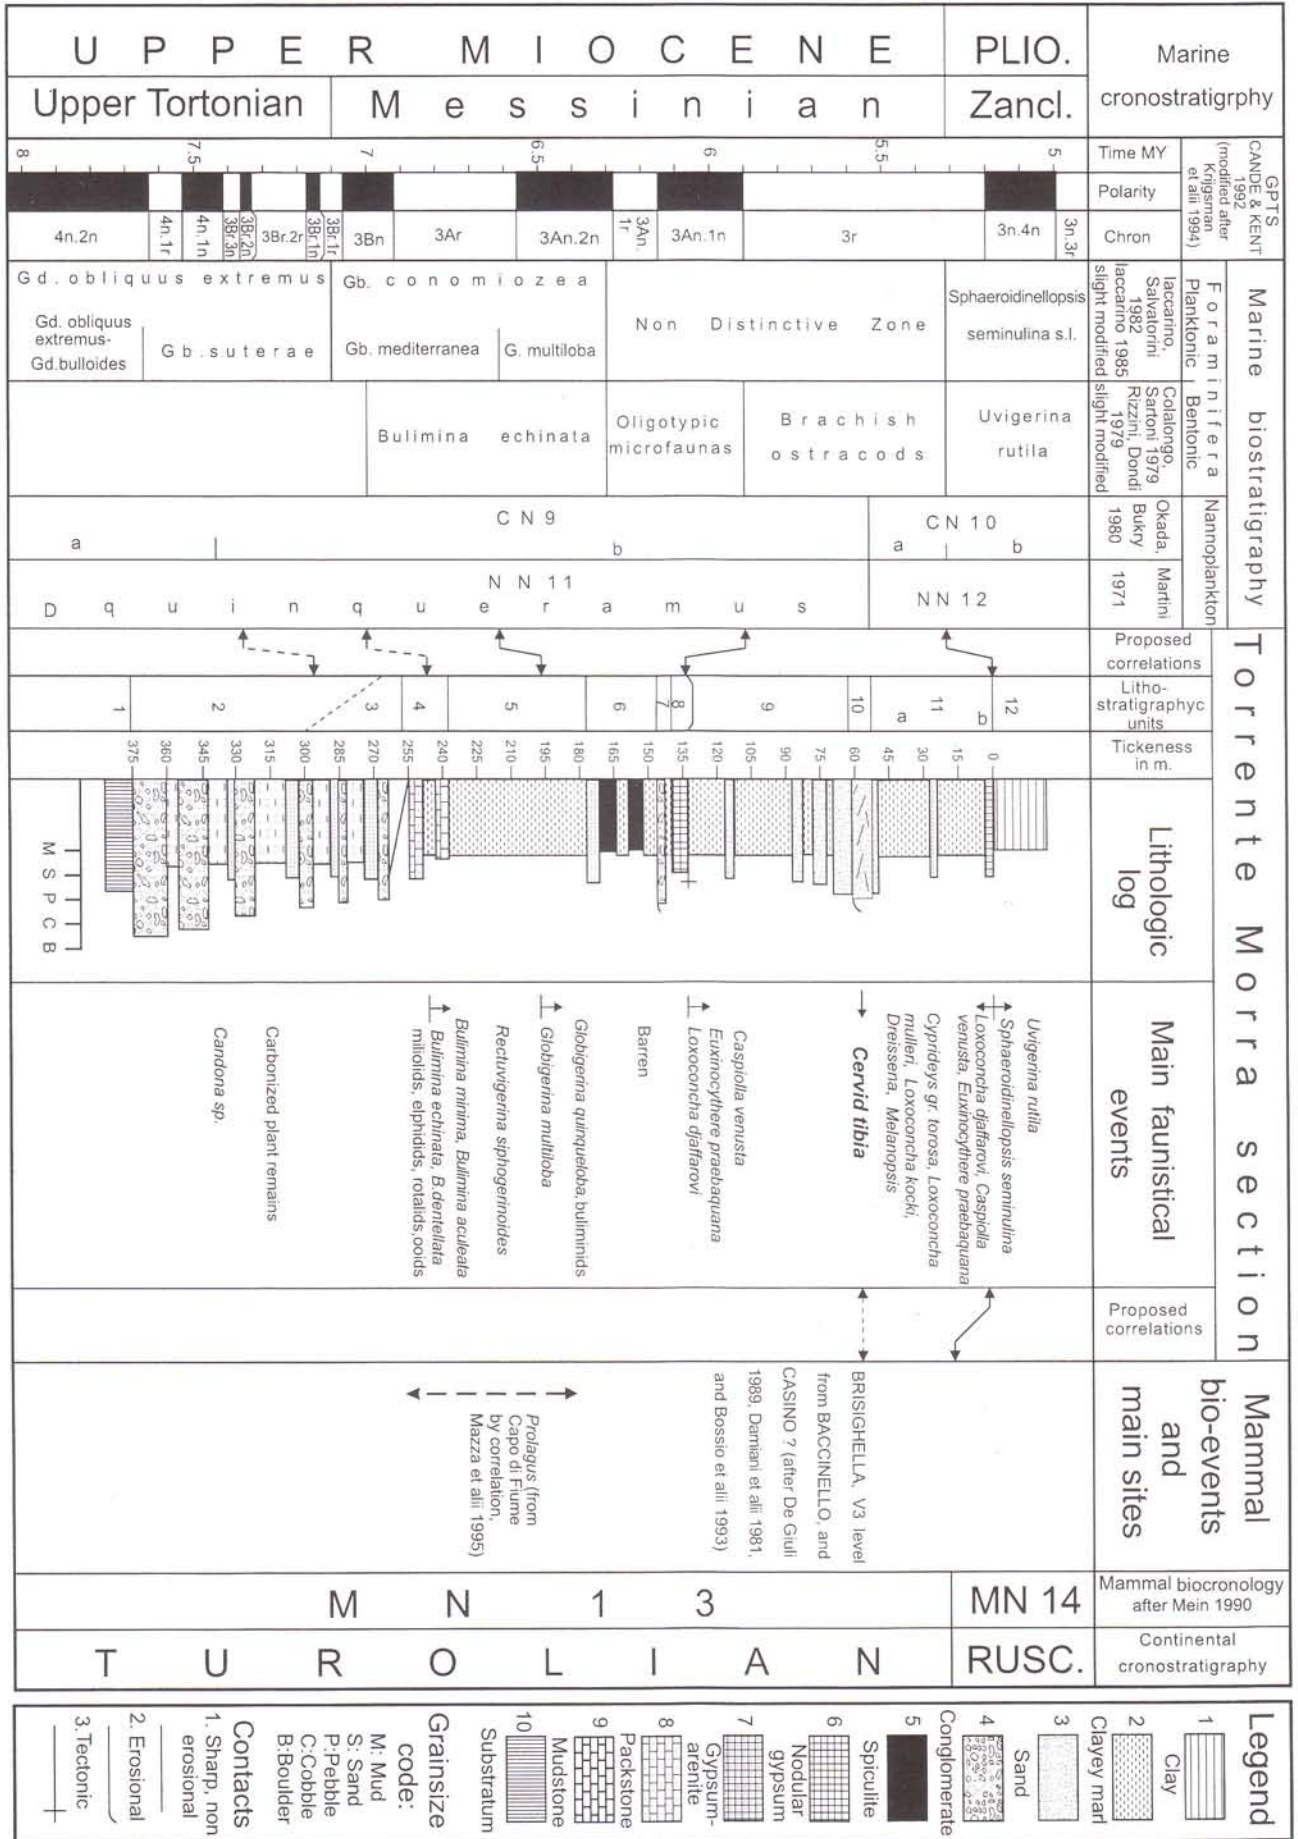 U P P E R M I O C E N E
PLIO.
Marine
cronostratigrphy
Upper Tortonian
M e s s i n i a n
Zancl.
8
7.5
7
6.5
6
5.5
5
Time MY
Polarity
Chron
GPTS
CANDE & KENT
1992
(modified after
Krijgsman
et alii 1994)
4n.2n
4n.1r
4n.1n
3Br.3n
3Br.2n
3Br.2r
3Br.1n
3Br.1r
3Bn
3Ar
3An.2n
3An.
1r
3An.1n
3r
3n.4n
3n.3r
Gd. obliquus extremus
Gd. obliquus
extremus-
Gd.bulloides
Gb.suterae
Gb. conomiozea
Gb. mediterranea
G. multiloba
Non Distinctive Zone
Sphaeroidinellopsis
seminulina s.l.
Iaccarino,
Salvatorini
1982
Iaccarino 1985
slight modified
Planktonic
Foraminifera
Marine biostratigraphy
Bulimina echinata
Oligotypic
microfaunas
Brachish
ostracods
Uvigerina
rutila
Colalongo,
Sartoni 1979
Rizzini, Dondi
1979
slight modified
Bentonic
CN9
a
b
CN10
a
b
Okada,
Bukry
1980
Nannoplankton
NN11
D q u i n q u e r a m u s
NN12
Martini
1971
Proposed
correlations
Torrente Morra section
1
2
3
4
5
6
7
8
9
10
a
11
b
12
Litho-
stratigraphyc
units
375
360
345
330
315
300
285
270
255
240
225
210
195
180
165
150
135
120
105
90
75
60
45
30
15
0
Tickeness
in m.
M
S
P
C
B
Lithologic
log
Candona sp.
Carbonized plant remains
miliolids, elphidids, rotalids,ooids
Bulimina echinata, B.dentellata
Bulimina minima, Bulimina aculeata
Rectuvigerina siphogerinoides
Globigerina multiloba
Globigerina quinqueloba,buliminids
Barren
Loxoconcha djaffarovi
Euxinocythere praebaquana
Caspiolla venusta
Cervid tibia
Dreissena, Melanopsis
mulleri, Loxoconcha kocki,
Cyprideys gr. torosa, Loxoconcha
venusta, Euxinocythere praebaquana
Loxoconcha djaffarovi, Caspiolla
Sphaeroidinellopsis seminulina
Uvigerina rutila
Main faunistical
events
Proposed
correlations
Prolagus (from
Capo di Fiume
by correlation,
Mazza et alii 1995)
BRISIGHELLA, V3 level
from BACCINELLO, and
CASINO ? (after De Giuli
1989, Damiani et alii 1981,
and Bossio et alii 1993)
Mammal
bio-events
and
main sites
M N 1 3
MN 14
Mammal biocronology
after Mein 1990
T U R O L I A N
RUSC.
Continental
cronostratigraphy
Legend
1
Clay
2
Clayey marl
3
Sand
4
Conglomerate
5
Spiculite
6
Nodular
gypsum
7
Gypsum-
arenite
8
Packstone
9
Mudstone
10
Substratum
Grainsize
code:
M: Mud
S: Sand
P:Pebble
C:Cobble
B:Boulder
Contacts
1. Sharp, non
erosional
2. Erosional
3.Tectonic